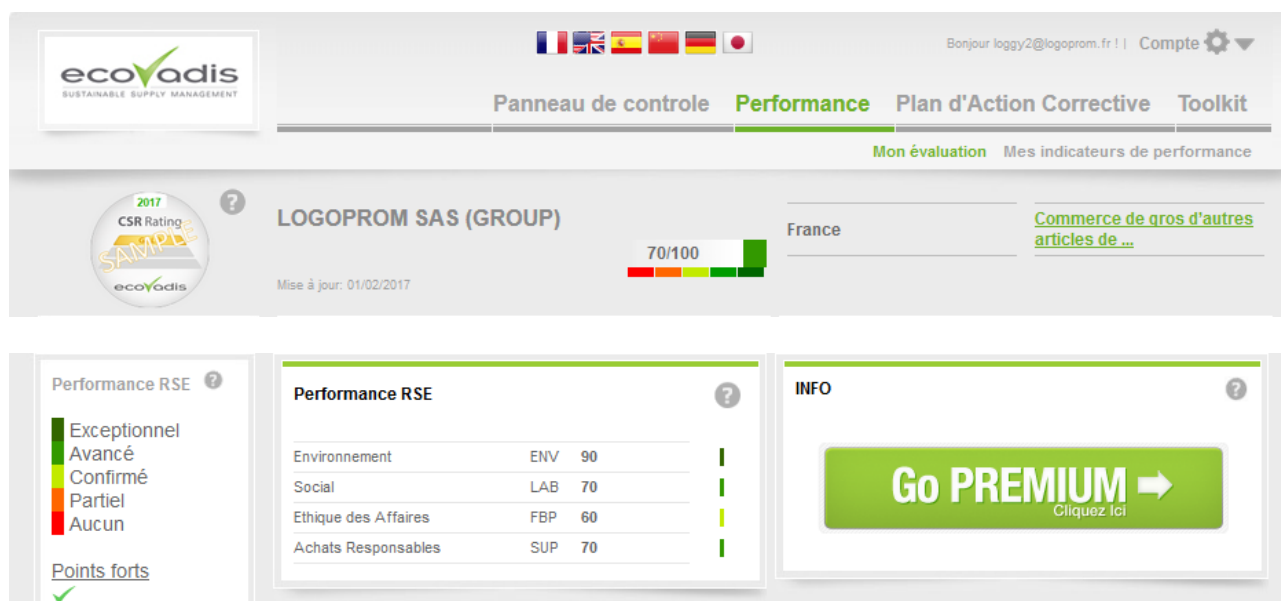 ecovadis
SUSTAINABLE SUPPLY MANAGEMENT
Bonjour loggy2@logoprom.fr ! | Compte
Panneau de controle Performance Plan d'Action Corrective Toolkit
Mon évaluation Mes indicateurs de performance
2017
CSR Rating
SAMPLE
ecovadis
?
LOGOPROM SAS (GROUP)
70/100
Mise à jour: 01/02/2017
France
Commerce de gros d'autres
articles de ...
Performance RSE ?
Exceptionnel
Avancé
Confirmé
Partiel
Aucun
Points forts
Performance RSE ?
Environnement ENV 90
Social LAB 70
Ethique des Affaires FBP 60
Achats Responsables SUP 70
INFO ?
Go PREMIUM
Cliquez Ici